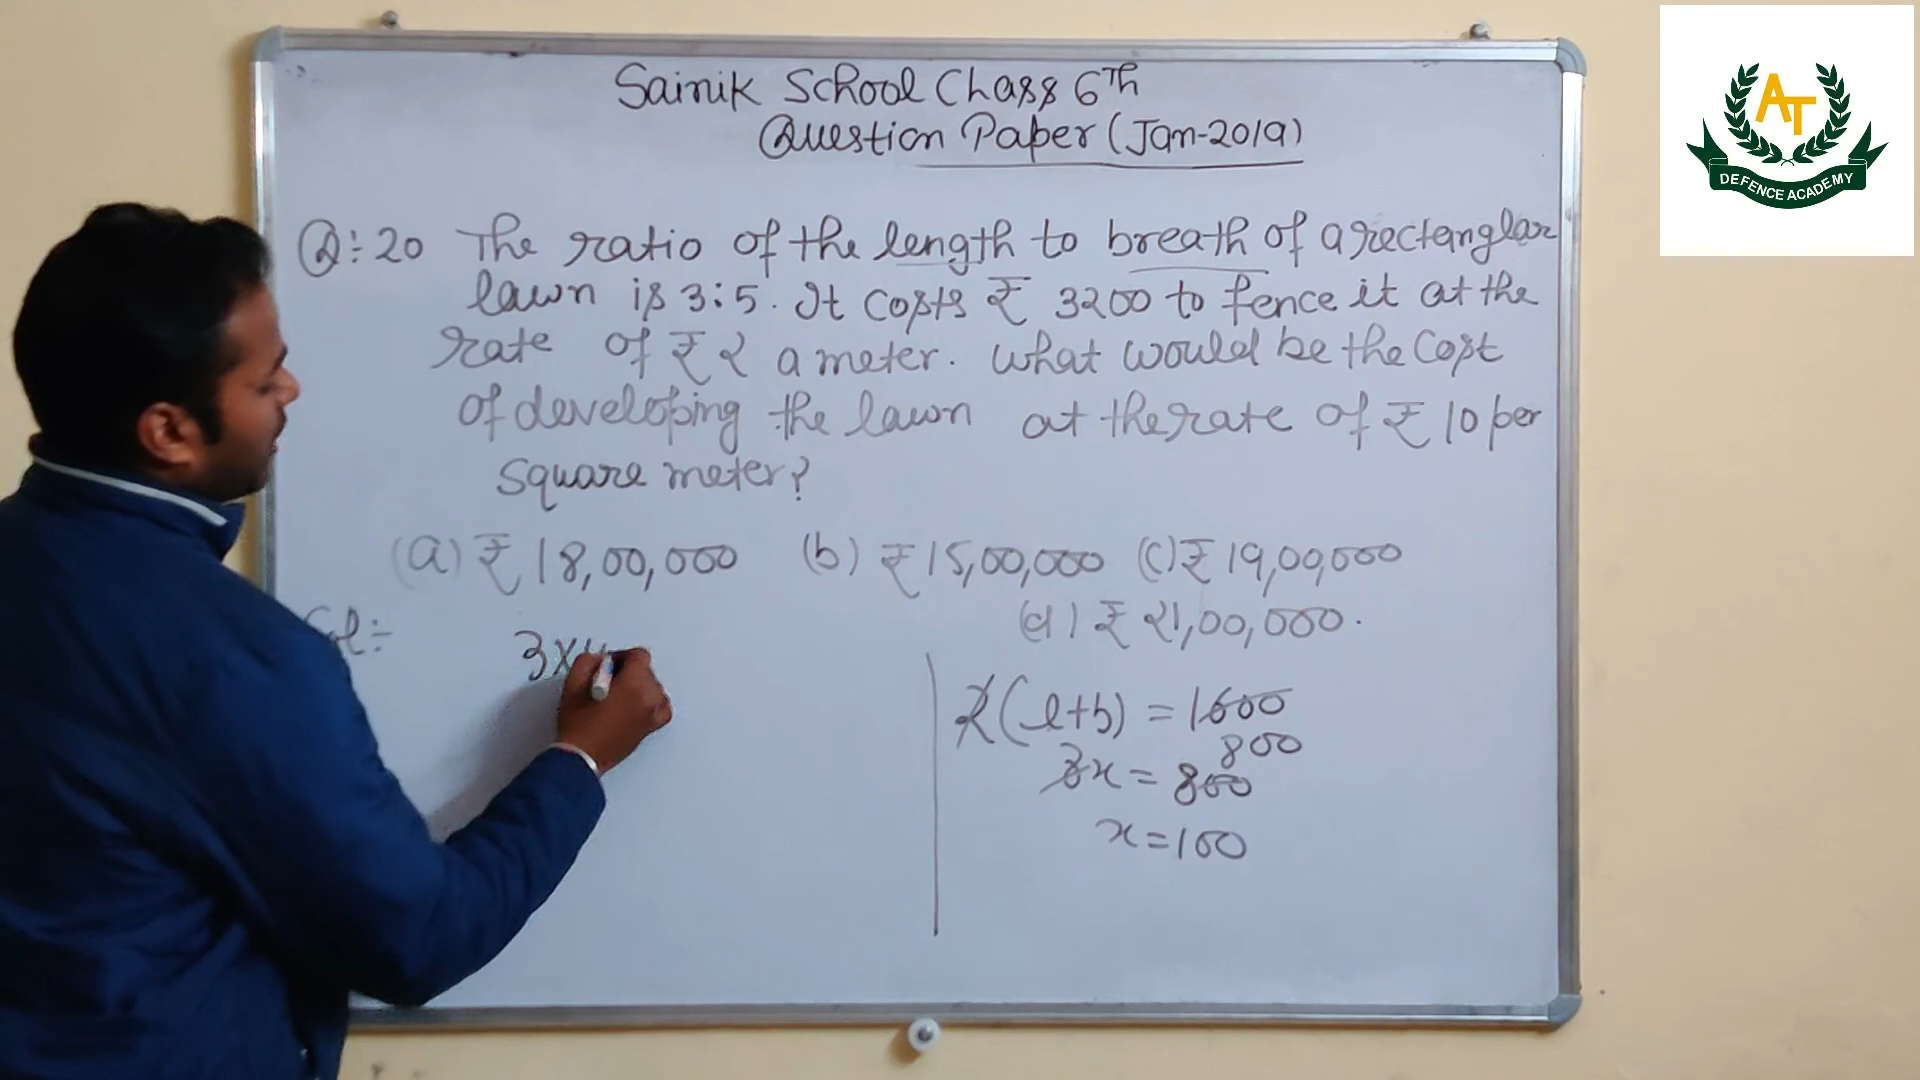 Sainik School Class 6th
Question Paper (Jan-2019)
Q:- 20 The ratio of the length to breath of a rectanglar
lawn is 3:5. It costs ₹ 3200 to fence it at the
rate of ₹ 2 a meter. What would be the Cost
of developing the lawn at the rate of ₹ 10 per
square meter?
(a) ₹ 18,00,000 (b) ₹ 15,00,000 (c) ₹ 19,00,000
(d) ₹ 21,00,000.
Sol:-
3x
2(l+b) = 1600
800
x = 800
x = 100
AT
DEFENCE ACADEMY